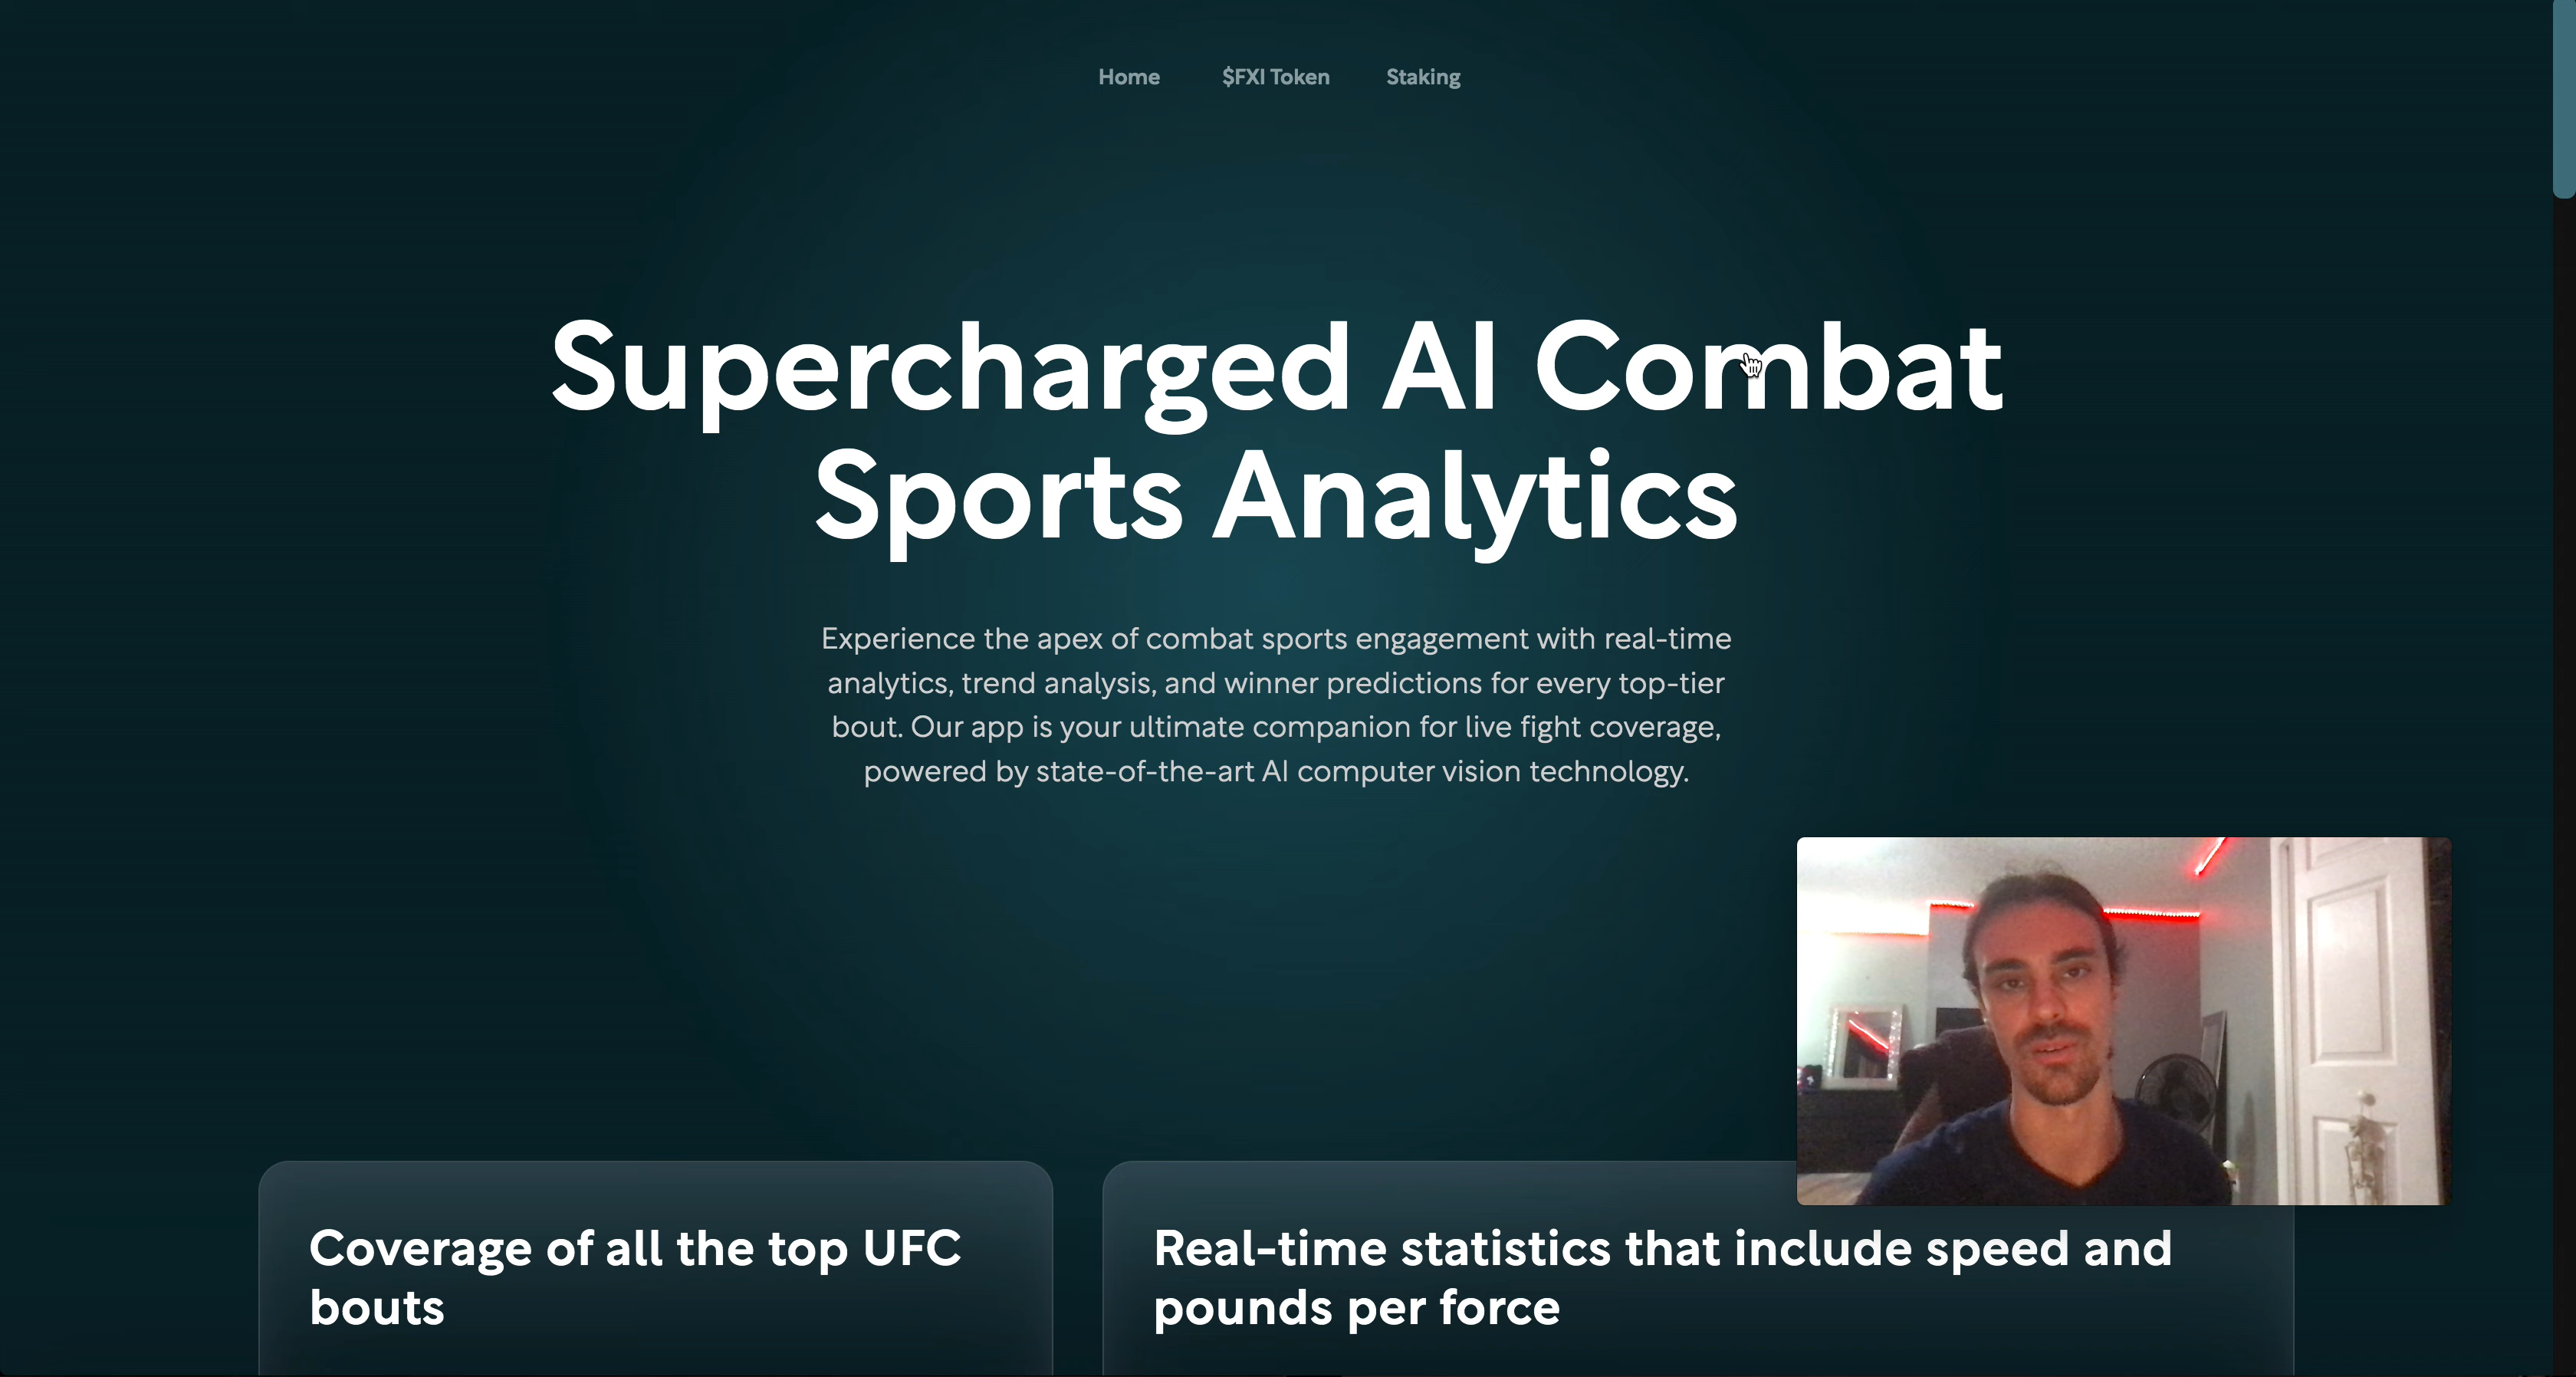 Home $FXI Token Staking
Supercharged AI Combat
Sports Analytics
Experience the apex of combat sports engagement with real-time
analytics, trend analysis, and winner predictions for every top-tier
bout. Our app is your ultimate companion for live fight coverage,
powered by state-of-the-art AI computer vision technology.
Coverage of all the top UFC
bouts
Real-time statistics that include speed and
pounds per force